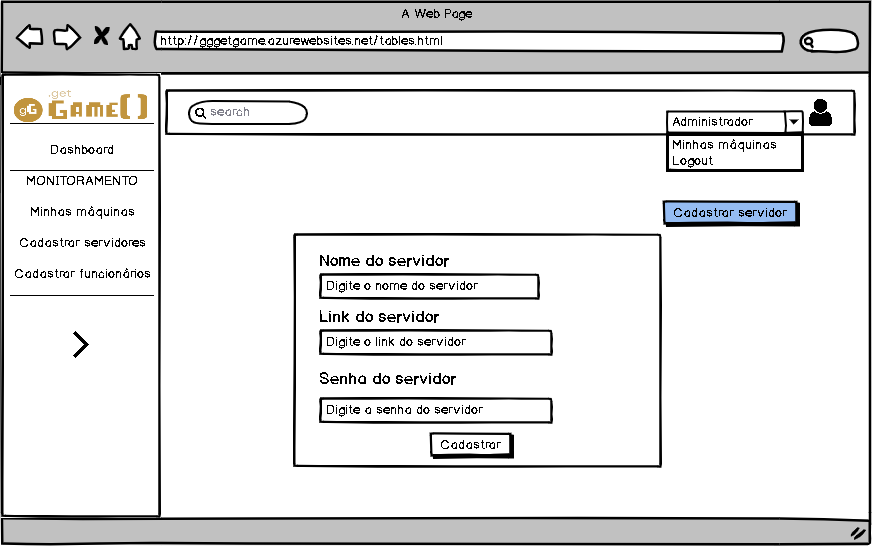 A Web Page
http://gggetgame.azurewebsites.net/tables.html
.get
gG GAME()
search
Administrador
Minhas máquinas
Logout
Dashboard
MONITORAMENTO
Minhas máquinas
Cadastrar servidores
Cadastrar funcionários
Cadastrar servidor
Nome do servidor
Digite o nome do servidor
Link do servidor
Digite o link do servidor
Senha do servidor
Digite a senha do servidor
Cadastrar